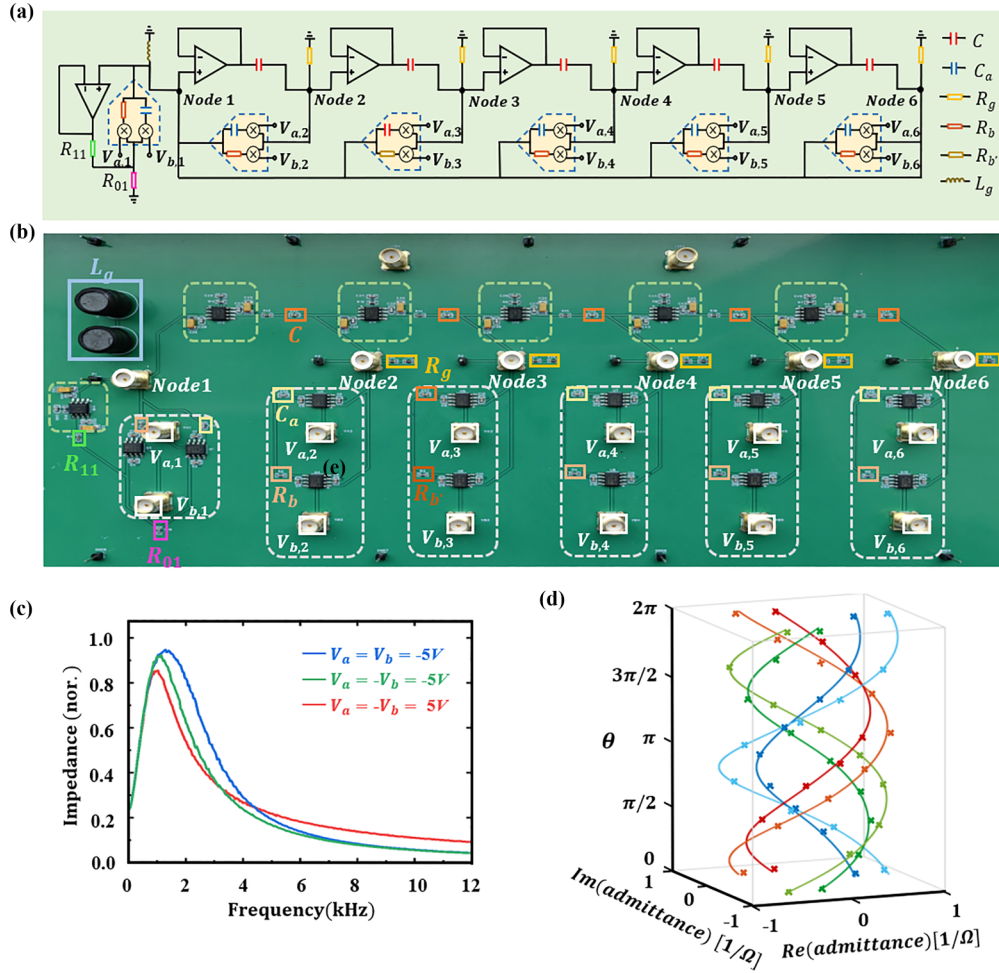 (a)
C
C_a
R_g
R_b
R_b'
L_g
Node 1
Node 2
Node 3
Node 4
Node 5
Node 6
R_11
V_a,1
V_b,1
R_01
V_a,2
V_b,2
V_a,3
V_b,3
V_a,4
V_b,4
V_a,5
V_b,5
V_a,6
V_b,6
(b)
L_g
C
Node1
R_g
Node2
Node3
Node4
Node5
Node6
C_a
R_11
V_a,1
V_b,1
R_01
V_a,2
(e)
R_b
V_b,2
V_a,3
R_b'
V_b,3
V_a,4
V_b,4
V_a,5
V_b,5
V_a,6
V_b,6
(c)
Impedance (nor.)
1.0
0.8
0.6
0.4
0.2
0.0
V_a = V_b = -5V
V_a = -V_b = -5V
V_a = -V_b = 5V
0 2 4 6 8 10 12
Frequency(kHz)
(d)
2π
3π/2
θ
π
π/2
0
1
0
-1
Im(admittance) [1/Ω]
-1
0
1
Re(admittance)[1/Ω]